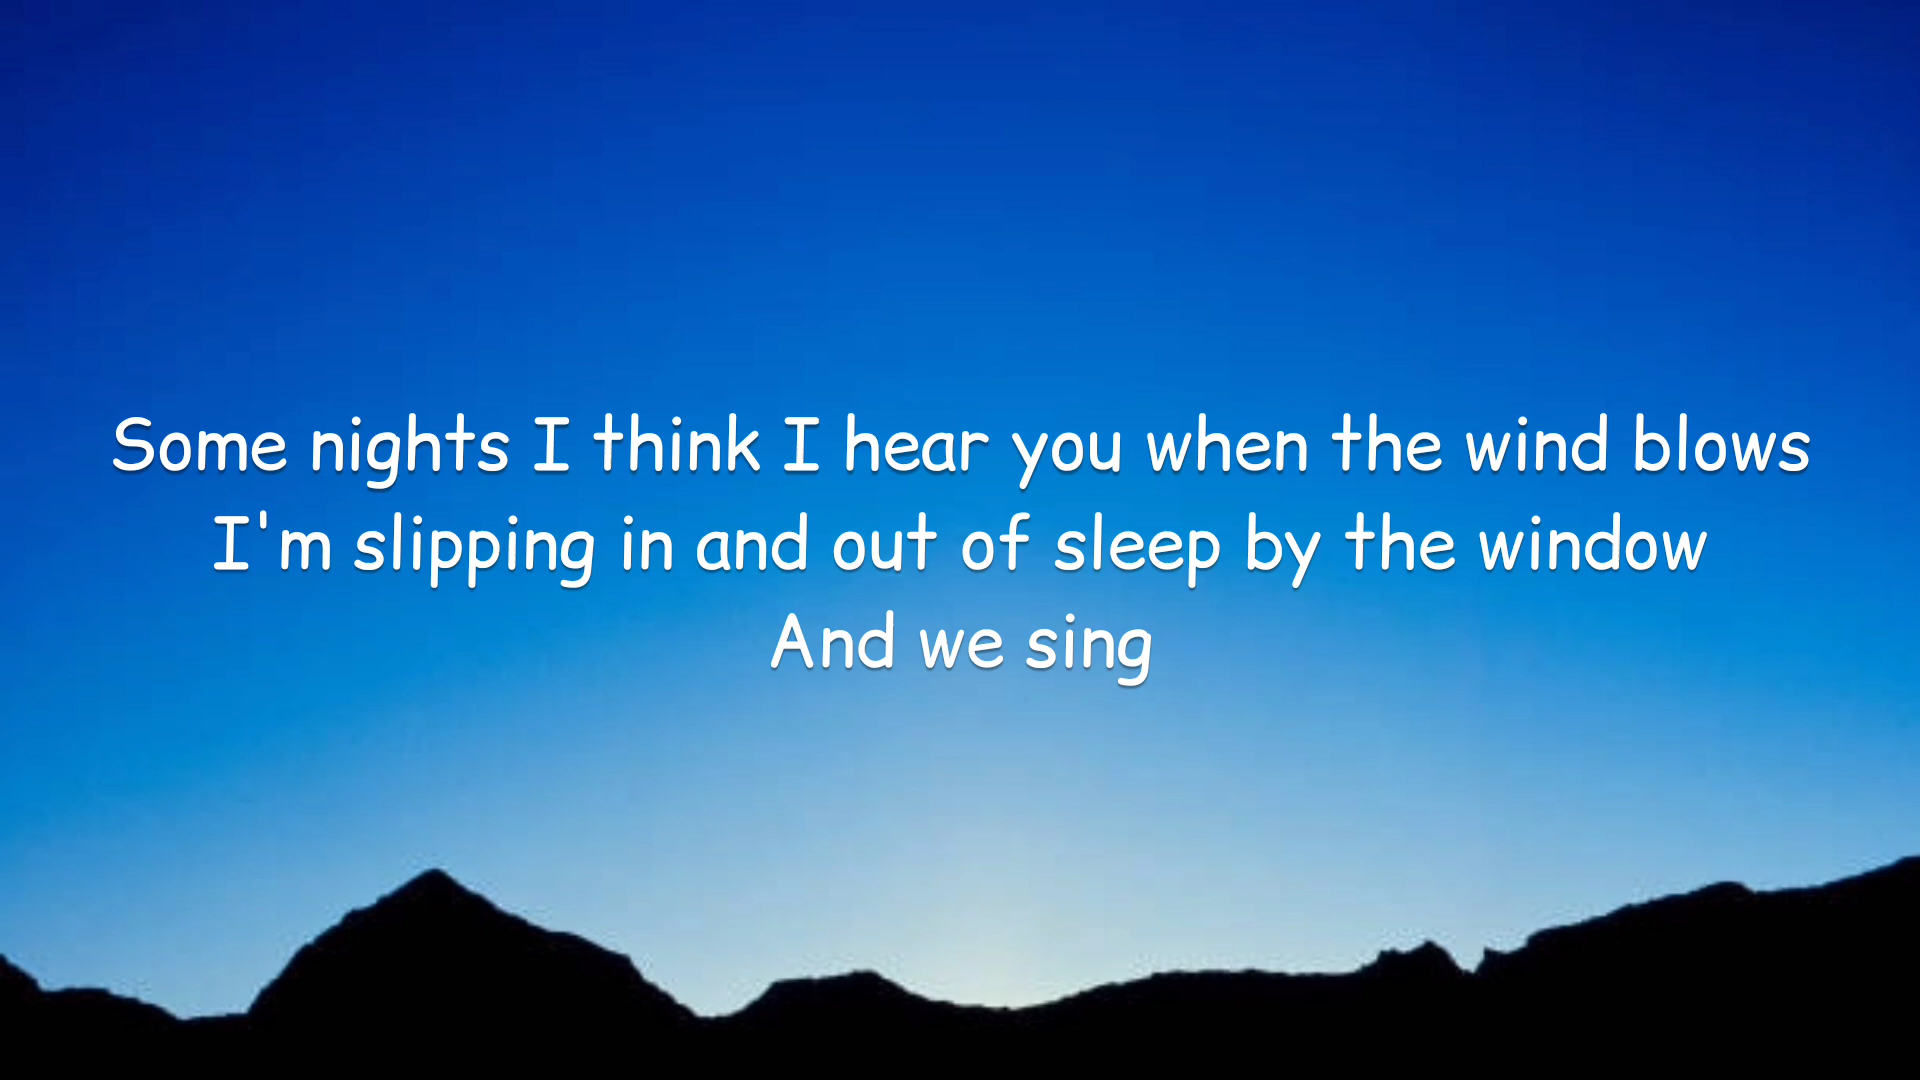 Some nights I think I hear you when the wind blows
I'm slipping in and out of sleep by the window
And we sing